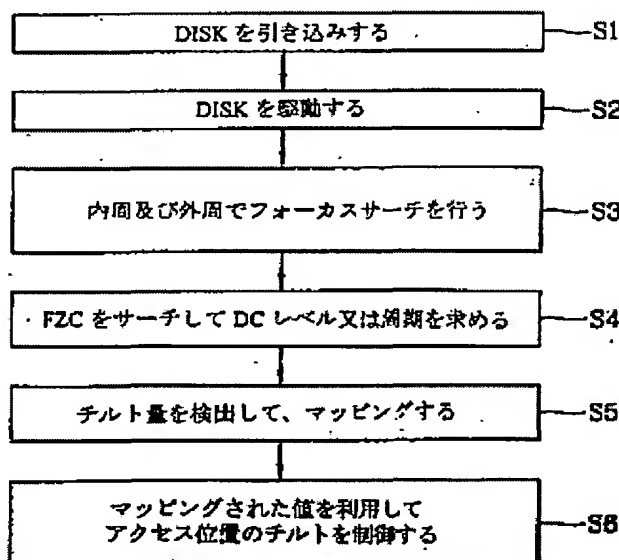 DISK を引き込みする
S1
DISK を駆動する
S2
内周及び外周でフォーカスサーチを行う
S3
FZC をサーチして DC レベル又は周期を求める
S4
チルト量を検出して、マッピングする
S5
マッピングされた値を利用して
アクセス位置のチルトを制御する
S6